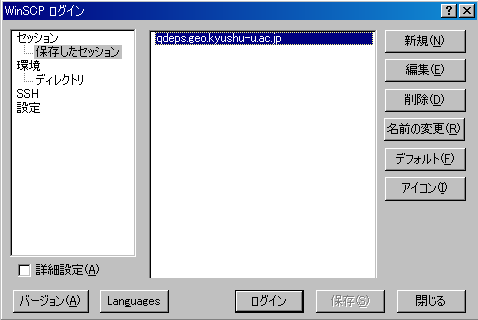 WinSCP ログイン
セッション
保存したセッション
環境
ディレクトリ
SSH
設定
qdeps.geo.kyushu-u.ac.jp
新規(N)
編集(E)
削除(D)
名前の変更(R)
デフォルト(F)
アイコン(I)
詳細設定(A)
バージョン(A)
Languages
ログイン
保存(S)
閉じる